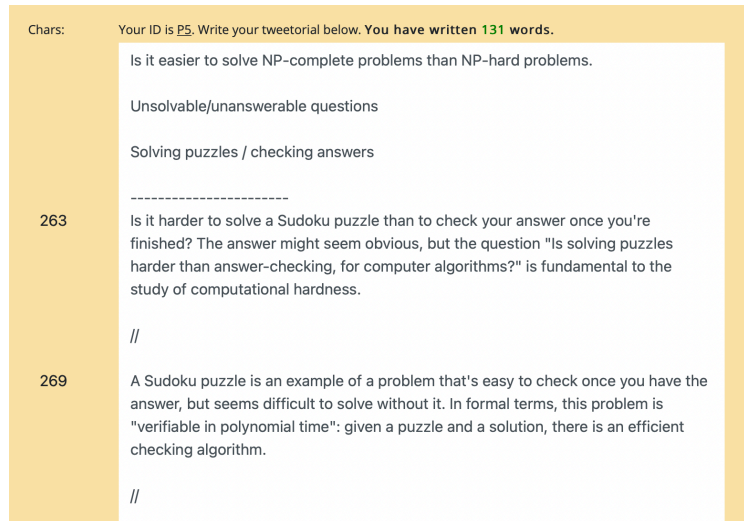 Chars: Your ID is P5. Write your tweetorial below. You have written 131 words.
Is it easier to solve NP-complete problems than NP-hard problems.
Unsolvable/unanswerable questions
Solving puzzles / checking answers
-----------------------
263 Is it harder to solve a Sudoku puzzle than to check your answer once you're
finished? The answer might seem obvious, but the question "Is solving puzzles
harder than answer-checking, for computer algorithms?" is fundamental to the
study of computational hardness.
//
269 A Sudoku puzzle is an example of a problem that's easy to check once you have the
answer, but seems difficult to solve without it. In formal terms, this problem is
"verifiable in polynomial time": given a puzzle and a solution, there is an efficient
checking algorithm.
//